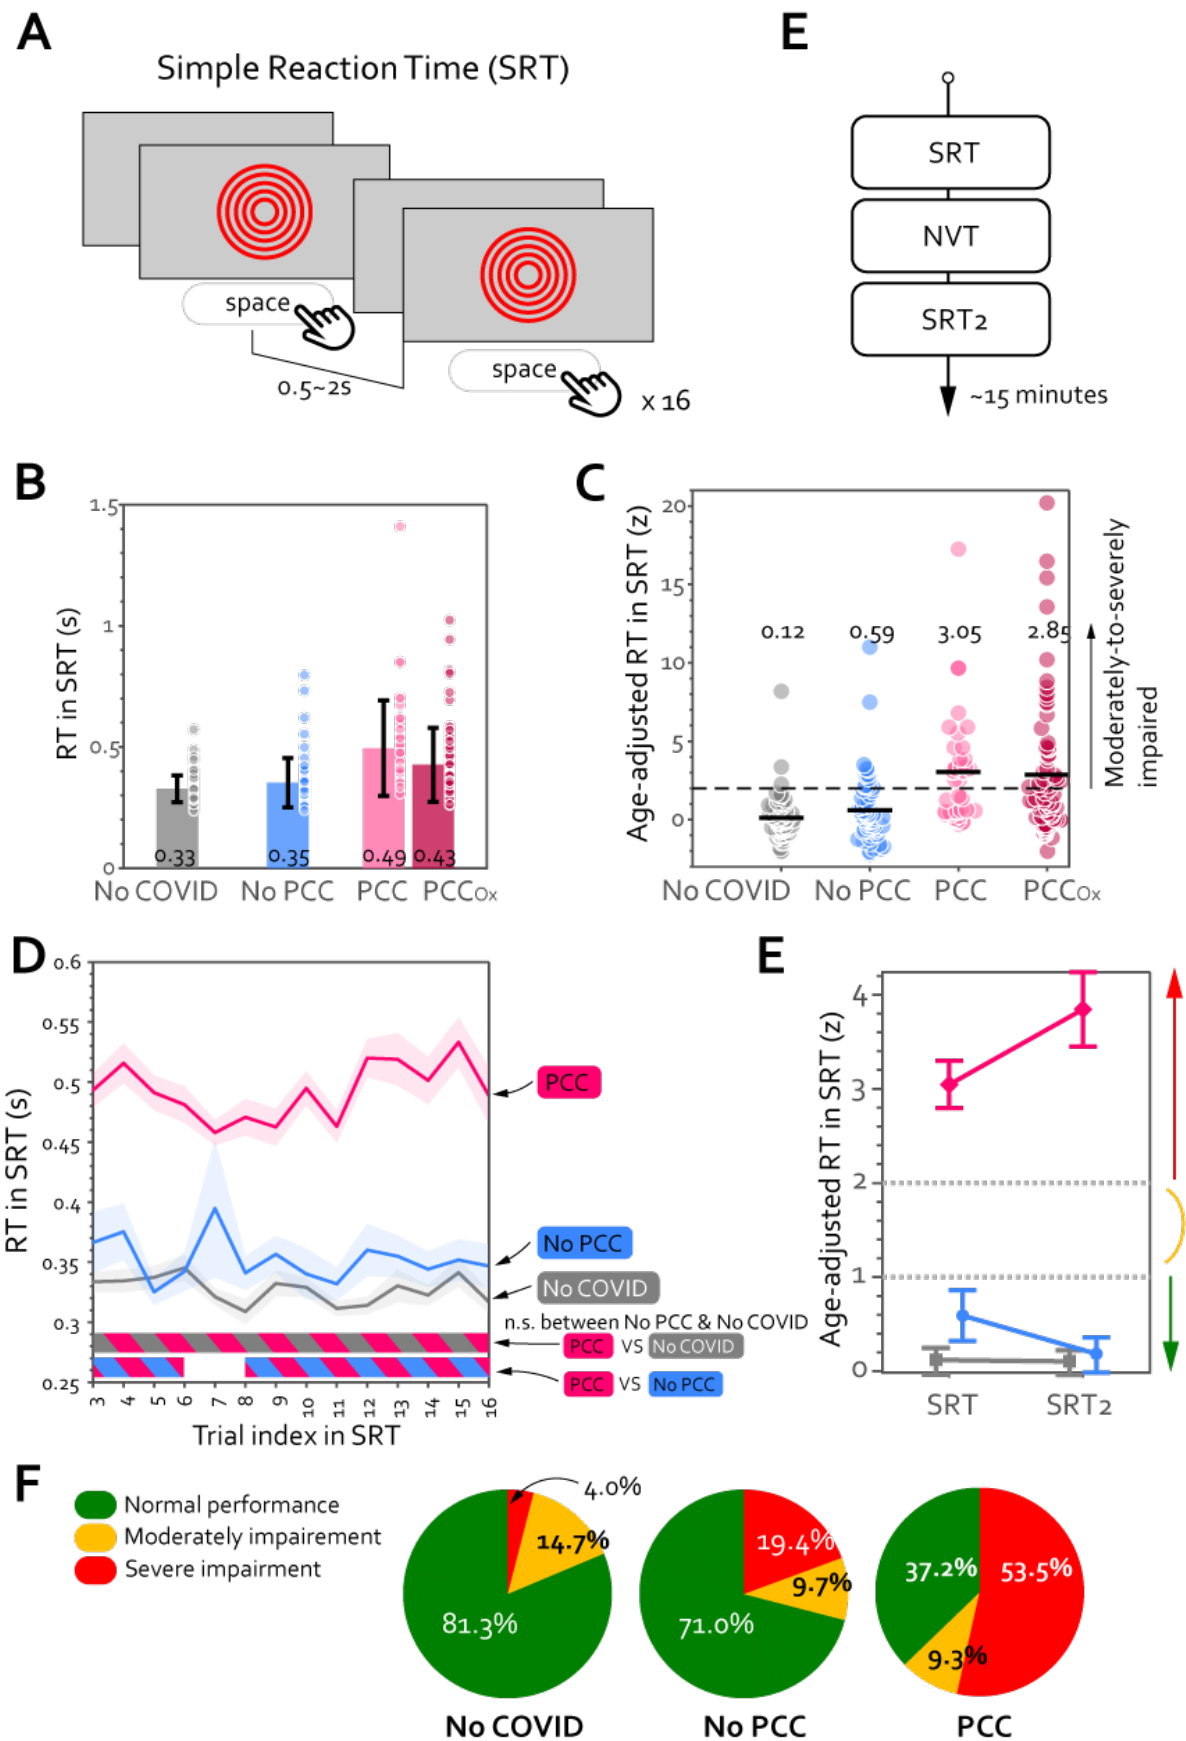 A
Simple Reaction Time (SRT)
space
0.5~2s
space
x 16
E
SRT
NVT
SRT2
~15 minutes
B
RT in SRT (s)
1.5
1
0.5
0
0.33
0.35
0.49
0.43
No COVID
No PCC
PCC
PCCOx
C
Age-adjusted RT in SRT (z)
20
15
10
5
0
0.12
0.59
3.05
2.85
Moderately-to-severely
impaired
No COVID
No PCC
PCC
PCCOx
D
RT in SRT (s)
0.6
0.55
0.5
0.45
0.4
0.35
0.3
0.25
PCC
No PCC
No COVID
n.s. between No PCC & No COVID
PCC VS No COVID
PCC VS No PCC
3 4 5 6 7 8 9 10 11 12 13 14 15 16
Trial index in SRT
E
Age-adjusted RT in SRT (z)
4
3
2
1
0
SRT
SRT2
F
Normal performance
Moderately impairement
Severe impairment
4.0%
14.7%
81.3%
No COVID
19.4%
9.7%
71.0%
No PCC
37.2%
53.5%
9.3%
PCC